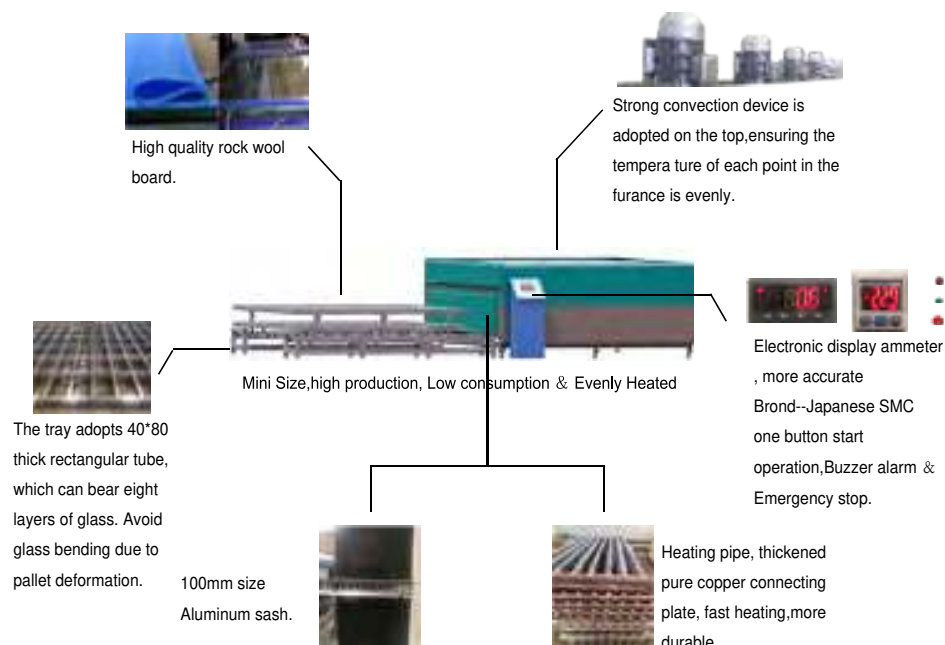 High quality rock wool
board.
Strong convection device is
adopted on the top,ensuring the
tempera ture of each point in the
furance is evenly.
Mini Size,high production, Low consumption & Evenly Heated
Electronic display ammeter
, more accurate
Brond--Japanese SMC
one button start
operation,Buzzer alarm &
Emergency stop.
The tray adopts 40*80
thick rectangular tube,
which can bear eight
layers of glass. Avoid
glass bending due to
pallet deformation.
100mm size
Aluminum sash.
Heating pipe, thickened
pure copper connecting
plate, fast heating,more
durable